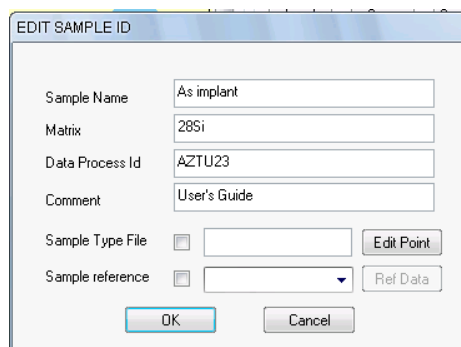 EDIT SAMPLE ID
Sample Name As implant
Matrix 28Si
Data Process Id AZTU23
Comment User's Guide
Sample Type File Edit Point
Sample reference Ref Data
OK Cancel